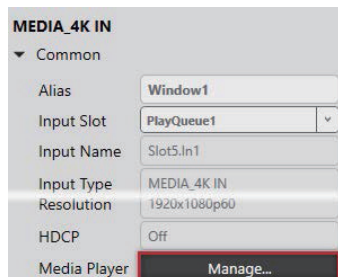 MEDIA_4K IN
Common
Alias Window1
Input Slot PlayQueue1
Input Name Slot5.In1
Input Type MEDIA_4K IN
Resolution 1920x1080p60
HDCP Off
Media Player Manage...